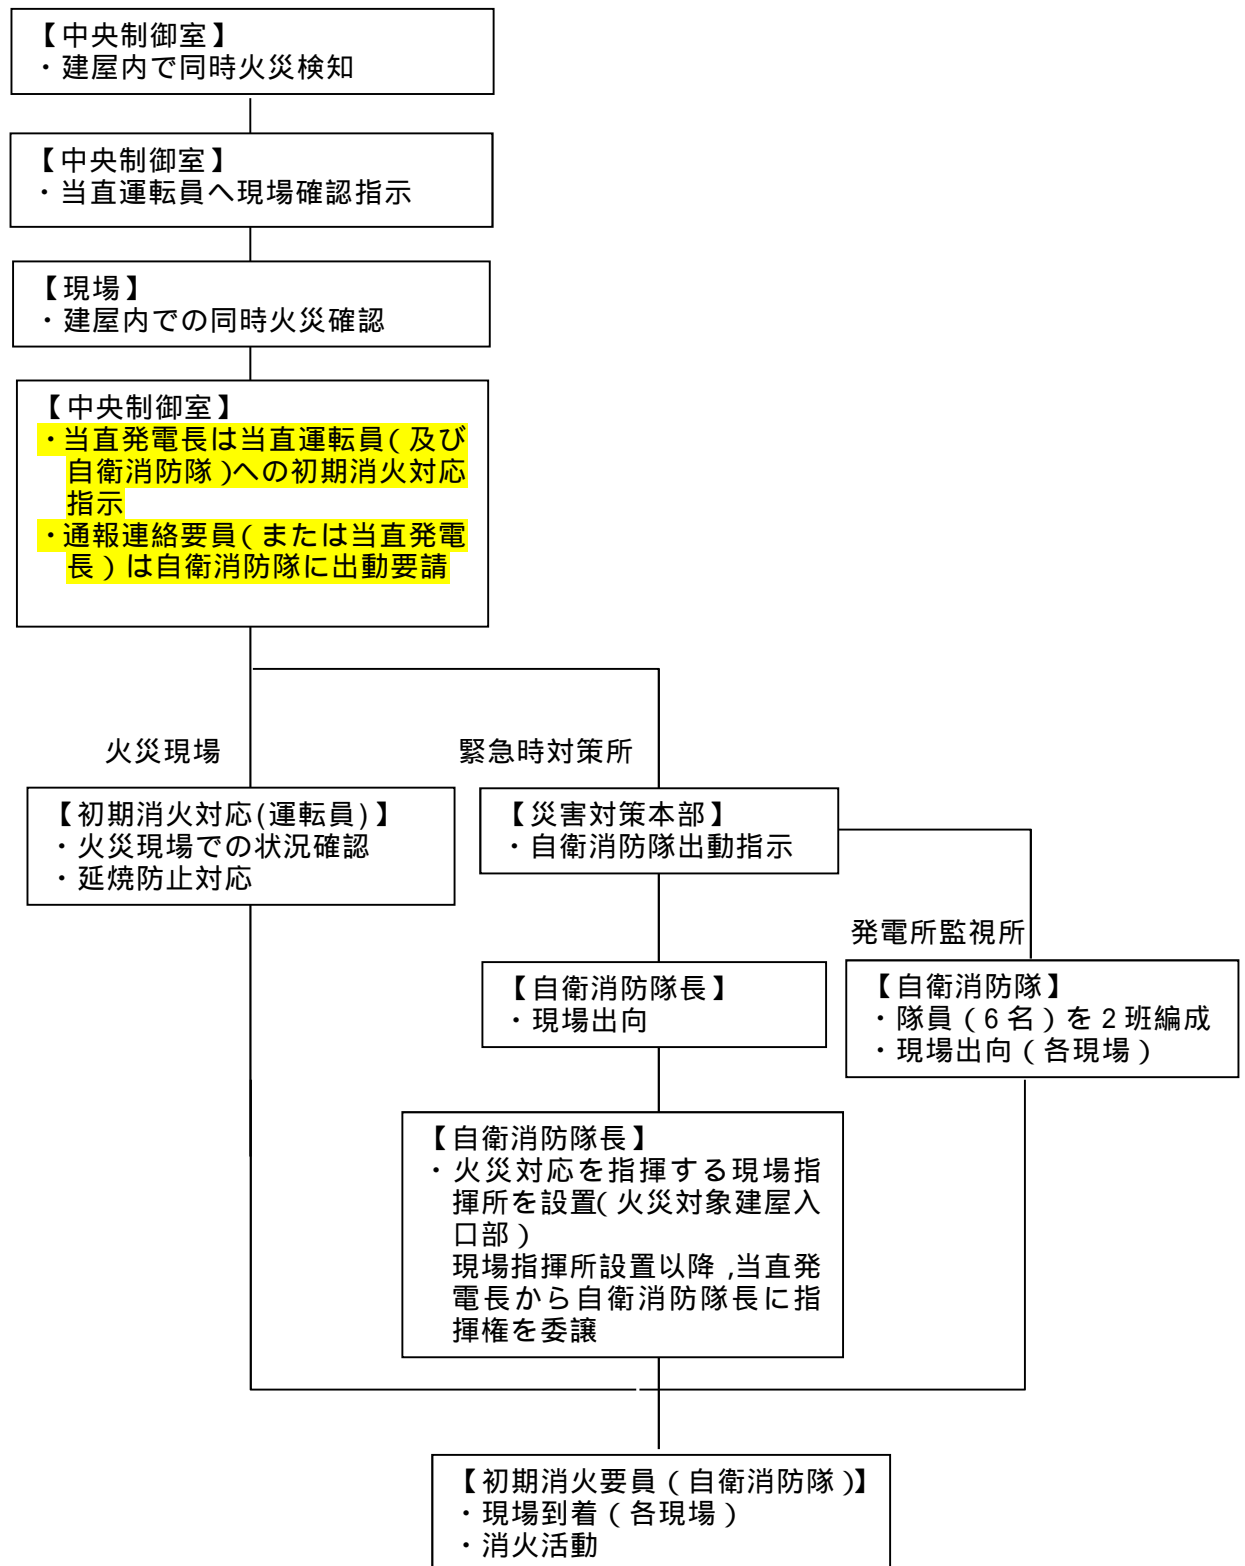 【中央制御室】
・建屋内で同時火災検知
【中央制御室】
・当直運転員へ現場確認指示
【現場】
・建屋内での同時火災確認
【中央制御室】
・当直発電長は当直運転員(及び
自衛消防隊)への初期消火対応
指示
・通報連絡要員(または当直発電
長)は自衛消防隊に出動要請
火災現場
緊急時対策所
【初期消火対応(運転員)】
・火災現場での状況確認
・延焼防止対応
【災害対策本部】
・自衛消防隊出動指示
発電所監視所
【自衛消防隊長】
・現場出向
【自衛消防隊】
・隊員(6名)を2班編成
・現場出向(各現場)
【自衛消防隊長】
・火災対応を指揮する現場指
揮所を設置(火災対象建屋入
口部)
現場指揮所設置以降,当直発
電長から自衛消防隊長に指
揮権を委譲
【初期消火要員(自衛消防隊)】
・現場到着(各現場)
・消火活動